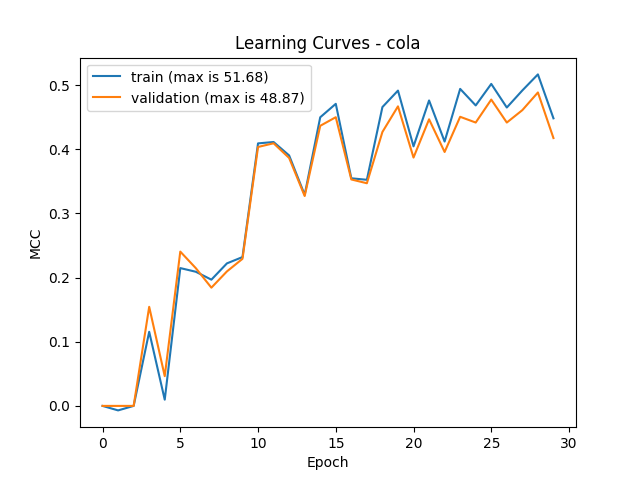 Learning Curves - cola
train (max is 51.68)
validation (max is 48.87)
MCC
0.5
0.4
0.3
0.2
0.1
0.0
0 5 10 15 20 25 30
Epoch